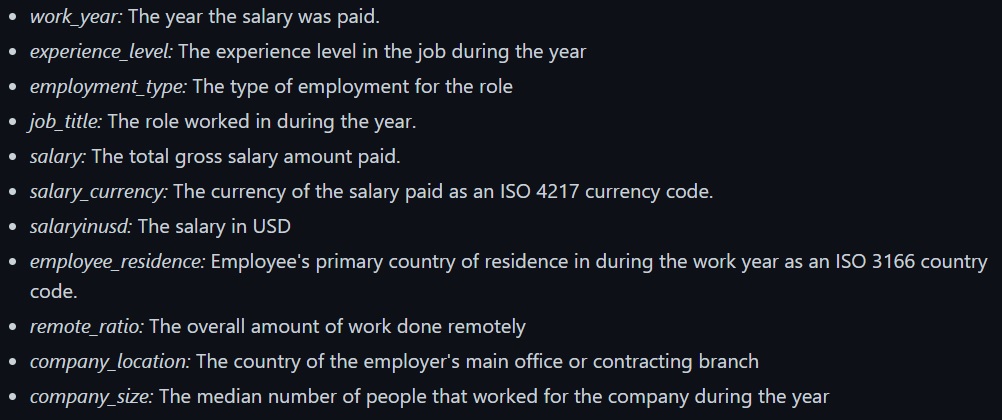 • work_year: The year the salary was paid.
• experience_level: The experience level in the job during the year
• employment_type: The type of employment for the role
• job_title: The role worked in during the year.
• salary: The total gross salary amount paid.
• salary_currency: The currency of the salary paid as an ISO 4217 currency code.
• salaryinusd: The salary in USD
• employee_residence: Employee's primary country of residence in during the work year as an ISO 3166 country
code.
• remote_ratio: The overall amount of work done remotely
• company_location: The country of the employer's main office or contracting branch
• company_size: The median number of people that worked for the company during the year